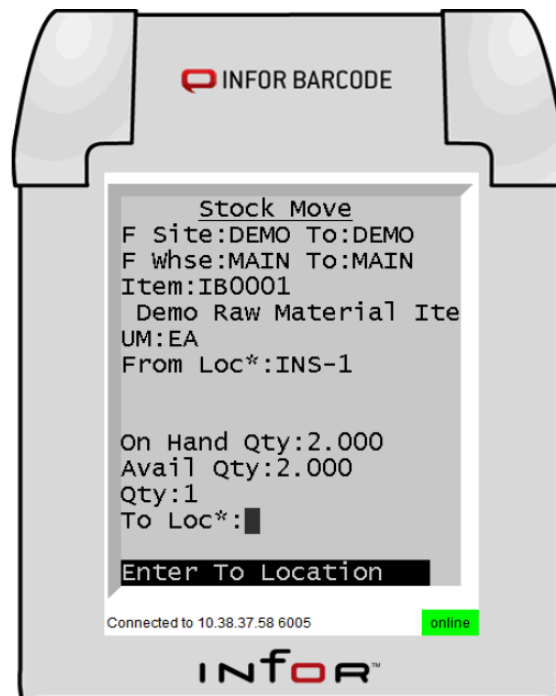 INFOR BARCODE
Stock Move
F Site:DEMO To:DEMO
F Whse:MAIN To:MAIN
Item:IB0001
Demo Raw Material Ite
UM:EA
From Loc*:INS-1
On Hand Qty:2.000
Avail Qty:2.000
Qty:1
To Loc*:
Enter To Location
Connected to 10.38.37.58 6005
online
infor™